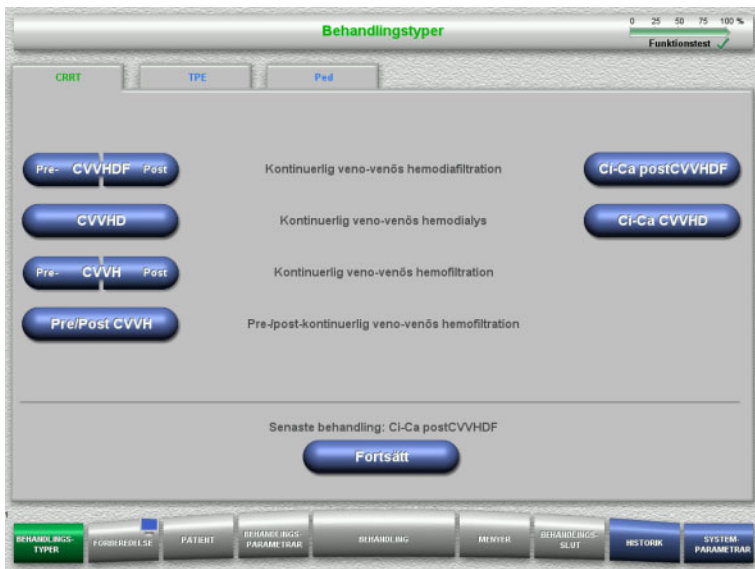 Behandlingstyper
0 25 50 75 100 %
Funktionstest
CRRT TPE Ped
Pre- CVVHDF Post Kontinuerlig veno-venös hemodiafiltration Ci-Ca postCVVHDF
CVVHD Kontinuerlig veno-venös hemodialys Ci-Ca CVVHD
Pre- CVVH Post Kontinuerlig veno-venös hemofiltration
Pre/Post CVVH Pre-/post-kontinuerlig veno-venös hemofiltration
Senaste behandling: Ci-Ca postCVVHDF
Fortsätt
BEHANDLINGS-
TYPER
FÖRBEREDELSE
PATIENT
BEHANDLINGS-
PARAMETRAR
BEHANDLING
MENYER
BEHANDLINGS-
SLUT
HISTORIK
SYSTEM-
PARAMETRAR